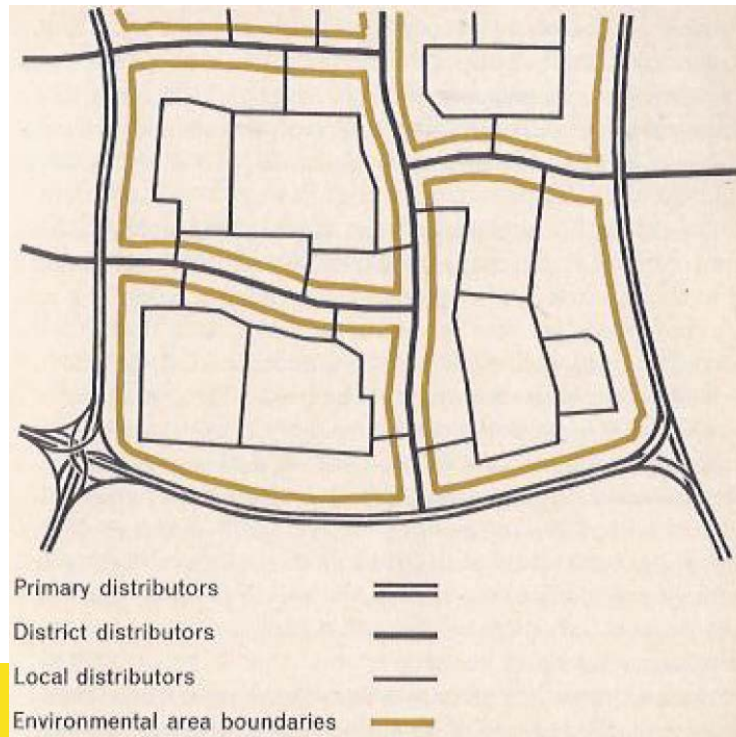 Primary distributors
District distributors
Local distributors
Environmental area boundaries